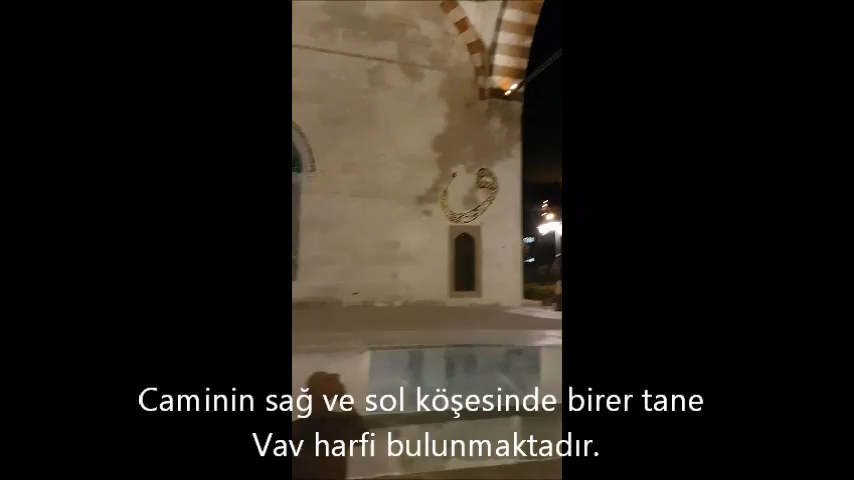 Caminin sağ ve sol köşesinde birer tane
Vav harfi bulunmaktadır.